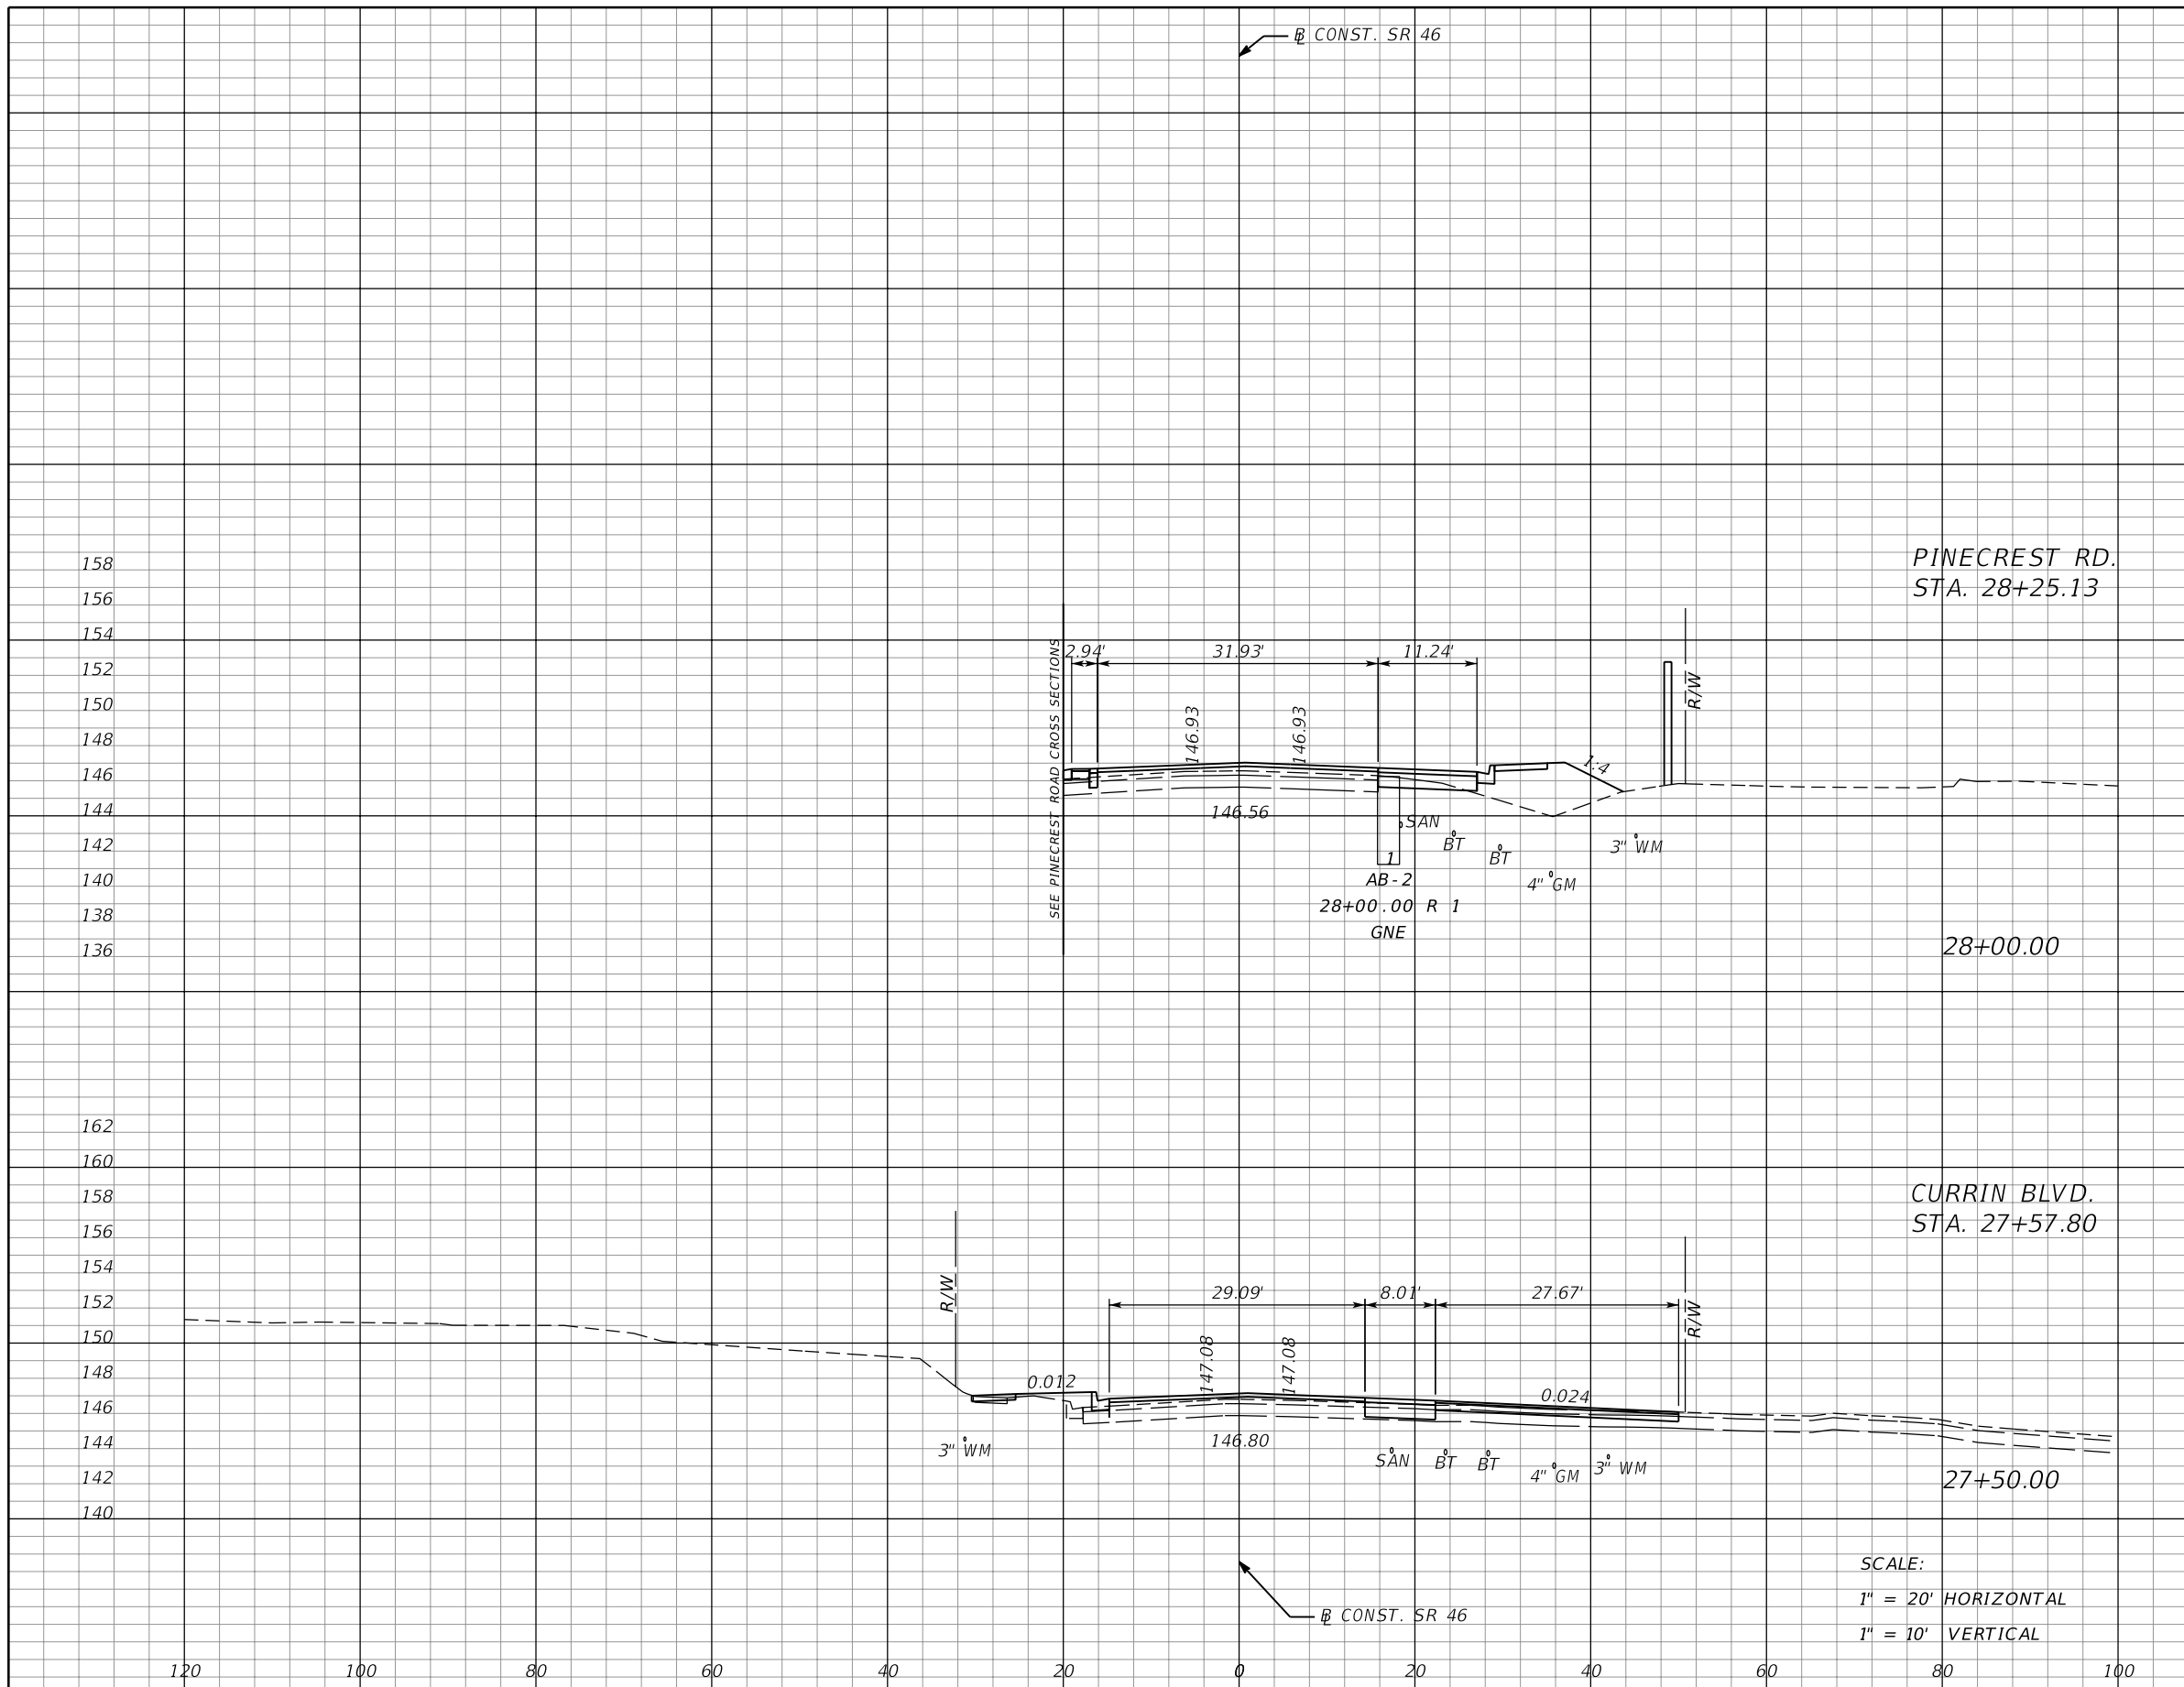 BL CONST. SR 46
158
156
154
152
150
148
146
144
142
140
138
136
PINECREST RD.
STA. 28+25.13
SEE PINECREST ROAD CROSS SECTIONS
2.94'
31.93'
11.24'
146.93
146.93
R/W
1:4
146.56
SAN
BT
BT
3" WM
4" GM
1
AB-2
28+00.00 R 1
GNE
28+00.00
162
160
158
156
154
152
150
148
146
144
142
140
CURRIN BLVD.
STA. 27+57.80
R/W
29.09'
8.01'
27.67'
R/W
147.08
147.08
0.012
0.024
3" WM
146.80
SAN
BT
BT
4" GM
3" WM
27+50.00
BL CONST. SR 46
SCALE:
1" = 20' HORIZONTAL
1" = 10' VERTICAL
120
100
80
60
40
20
0
20
40
60
80
100